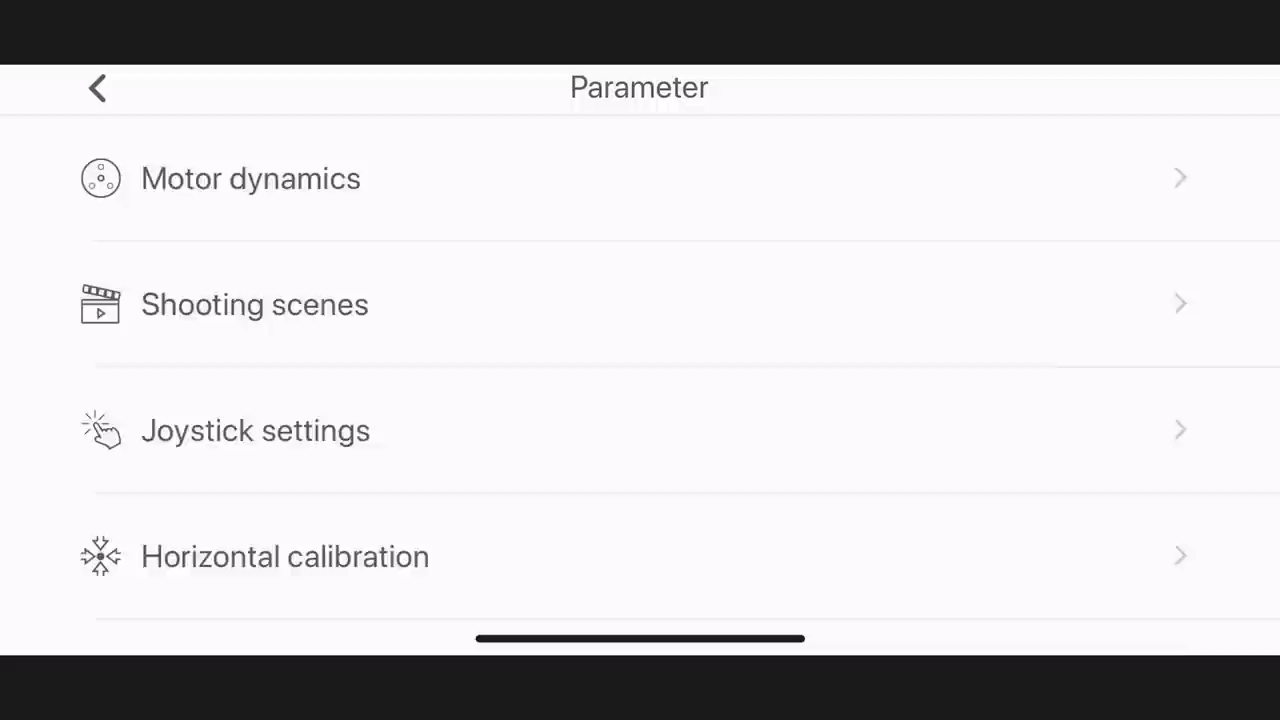 Parameter
Motor dynamics
Shooting scenes
Joystick settings
Horizontal calibration